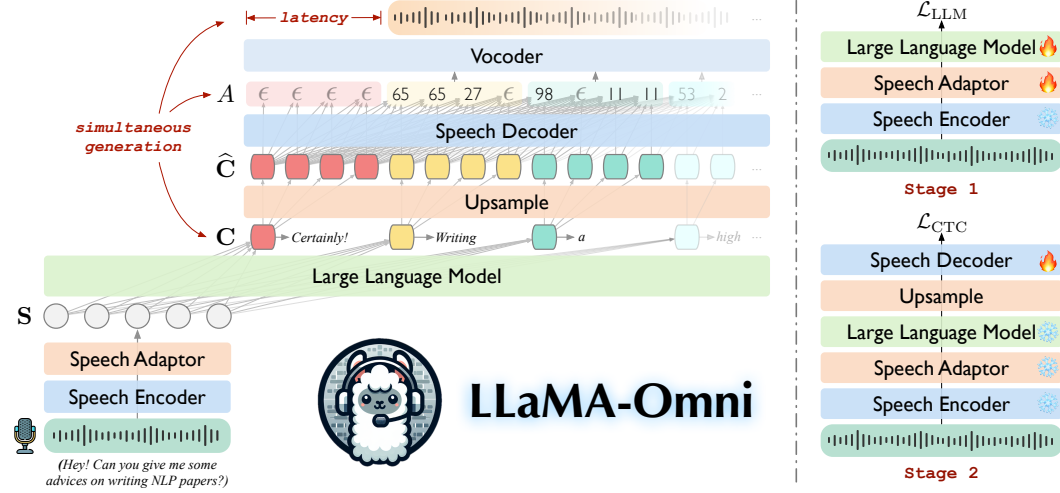 latency
...
Vocoder
A ϵ ϵ ϵ ϵ 65 65 27 ϵ 98 ϵ 11 11 53 2 ...
simultaneous
generation
Speech Decoder
Ĉ ...
Upsample
C Certainly! Writing a high ...
Large Language Model
S
Speech Adaptor
Speech Encoder
(Hey! Can you give me some
advices on writing NLP papers?)
LLaMA-Omni
ℒLLM
Large Language Model
Speech Adaptor
Speech Encoder
Stage 1
ℒCTC
Speech Decoder
Upsample
Large Language Model
Speech Adaptor
Speech Encoder
Stage 2